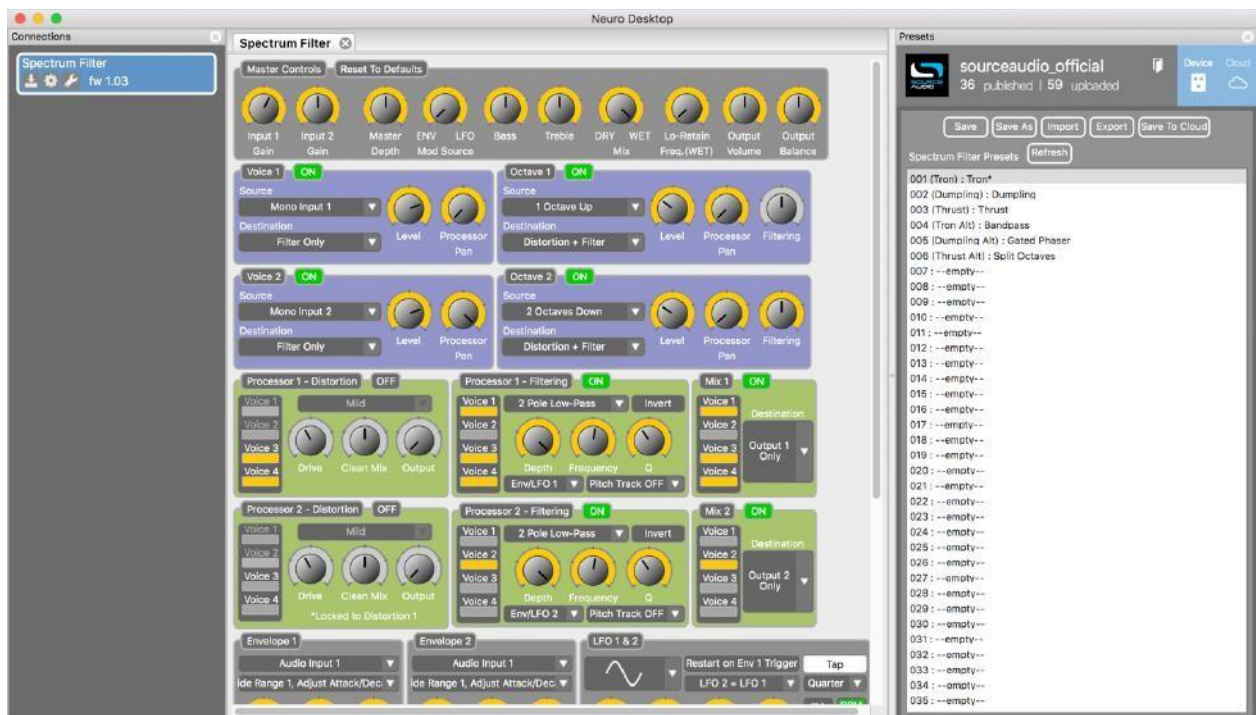 Neuro Desktop
Connections
Spectrum Filter
fw 1.03
Spectrum Filter
Master Controls Reset To Defaults
Input 1 Gain
Input 2 Gain
Master Depth
ENV LFO
Mod Source
Bass
Treble
DRY WET
Mix
Lo-Retain
Freq.(WET)
Output Volume
Output Balance
Voice 1 ON
Source
Mono Input 1
Destination
Filter Only
Level
Processor Pan
Octave 1 ON
Source
1 Octave Up
Destination
Distortion + Filter
Level
Processor Pan
Filtering
Voice 2 ON
Source
Mono Input 2
Destination
Filter Only
Level
Processor Pan
Octave 2 ON
Source
2 Octaves Down
Destination
Distortion + Filter
Level
Processor Pan
Filtering
Processor 1 - Distortion OFF
Voice 1
Voice 2
Voice 3
Voice 4
Mild
Drive
Clean Mix
Output
Processor 1 - Filtering ON
Voice 1
Voice 2
Voice 3
Voice 4
2 Pole Low-Pass
Invert
Depth
Frequency
Q
Env/LFO 1
Pitch Track OFF
Mix 1 ON
Voice 1
Voice 2
Voice 3
Voice 4
Destination
Output 1
Only
Processor 2 - Distortion OFF
Voice 1
Voice 2
Voice 3
Voice 4
Mild
Drive
Clean Mix
Output
*Locked to Distortion 1
Processor 2 - Filtering ON
Voice 1
Voice 2
Voice 3
Voice 4
2 Pole Low-Pass
Invert
Depth
Frequency
Q
Env/LFO 2
Pitch Track OFF
Mix 2 ON
Voice 1
Voice 2
Voice 3
Voice 4
Destination
Output 2
Only
Envelope 1
Audio Input 1
ide Range 1, Adjust Attack/Dec
Envelope 2
Audio Input 1
ide Range 1, Adjust Attack/Dec
LFO 1 & 2
Restart on Env 1 Trigger
Tap
LFO 2 = LFO 1
Quarter
Presets
SOURCE
AUDIO
sourceaudio_official
36 published | 59 uploaded
Device
Cloud
Save
Save As
Import
Export
Save To Cloud
Spectrum Filter Presets
Refresh
001 (Tron) : Tron*
002 (Dumpling) : Dumpling
003 (Thrust) : Thrust
004 (Tron Alt) : Bandpass
005 (Dumpling Alt) : Gated Phaser
006 (Thrust Alt) : Split Octaves
007 : --empty--
008 : --empty--
009 : --empty--
010 : --empty--
011 : --empty--
012 : --empty--
013 : --empty--
014 : --empty--
015 : --empty--
016 : --empty--
017 : --empty--
018 : --empty--
019 : --empty--
020 : --empty--
021 : --empty--
022 : --empty--
023 : --empty--
024 : --empty--
025 : --empty--
026 : --empty--
027 : --empty--
028 : --empty--
029 : --empty--
030 : --empty--
031 : --empty--
032 : --empty--
033 : --empty--
034 : --empty--
035 : --empty--